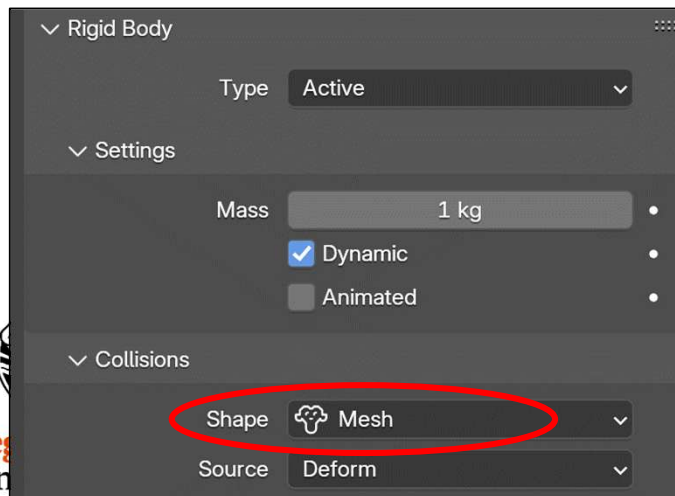 Rigid Body
Type Active
Settings
Mass 1 kg
Dynamic
Animated
Collisions
Shape Mesh
Source Deform